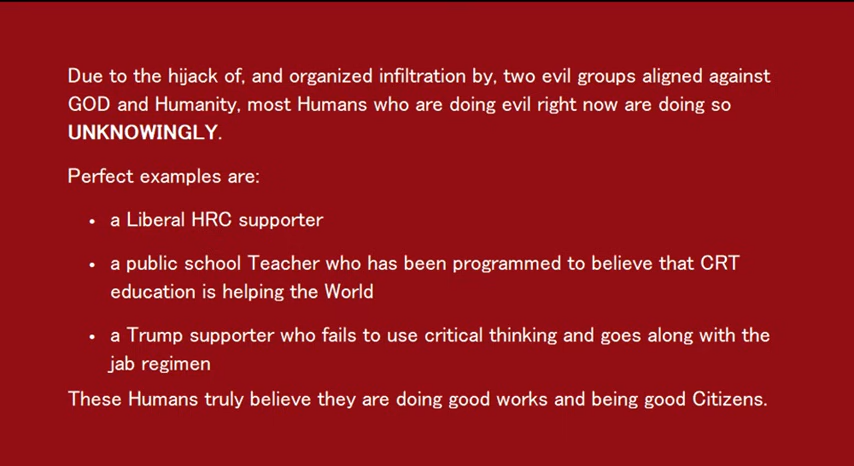 Due to the hijack of, and organized infiltration by, two evil groups aligned against
GOD and Humanity, most Humans who are doing evil right now are doing so
UNKNOWINGLY.
Perfect examples are:
• a Liberal HRC supporter
• a public school Teacher who has been programmed to believe that CRT
education is helping the World
• a Trump supporter who fails to use critical thinking and goes along with the
jab regimen
These Humans truly believe they are doing good works and being good Citizens.